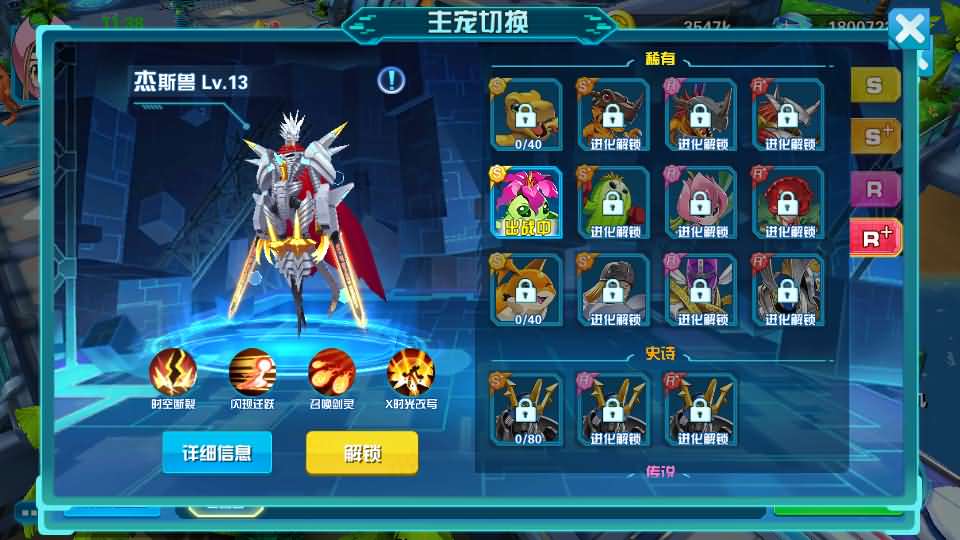 主宠切换
11:38
3547k
杰斯兽 Lv.13
稀有
S
S+
R
R+
S
0/40
S+
进化解锁
R
进化解锁
R+
进化解锁
S
出战中
S+
进化解锁
R
进化解锁
R+
进化解锁
S
0/40
S+
进化解锁
R
进化解锁
R+
进化解锁
史诗
S+
0/80
R
进化解锁
R+
进化解锁
传说
时空断裂
闪现迁跃
召唤剑灵
X时光改写
详细信息
解锁